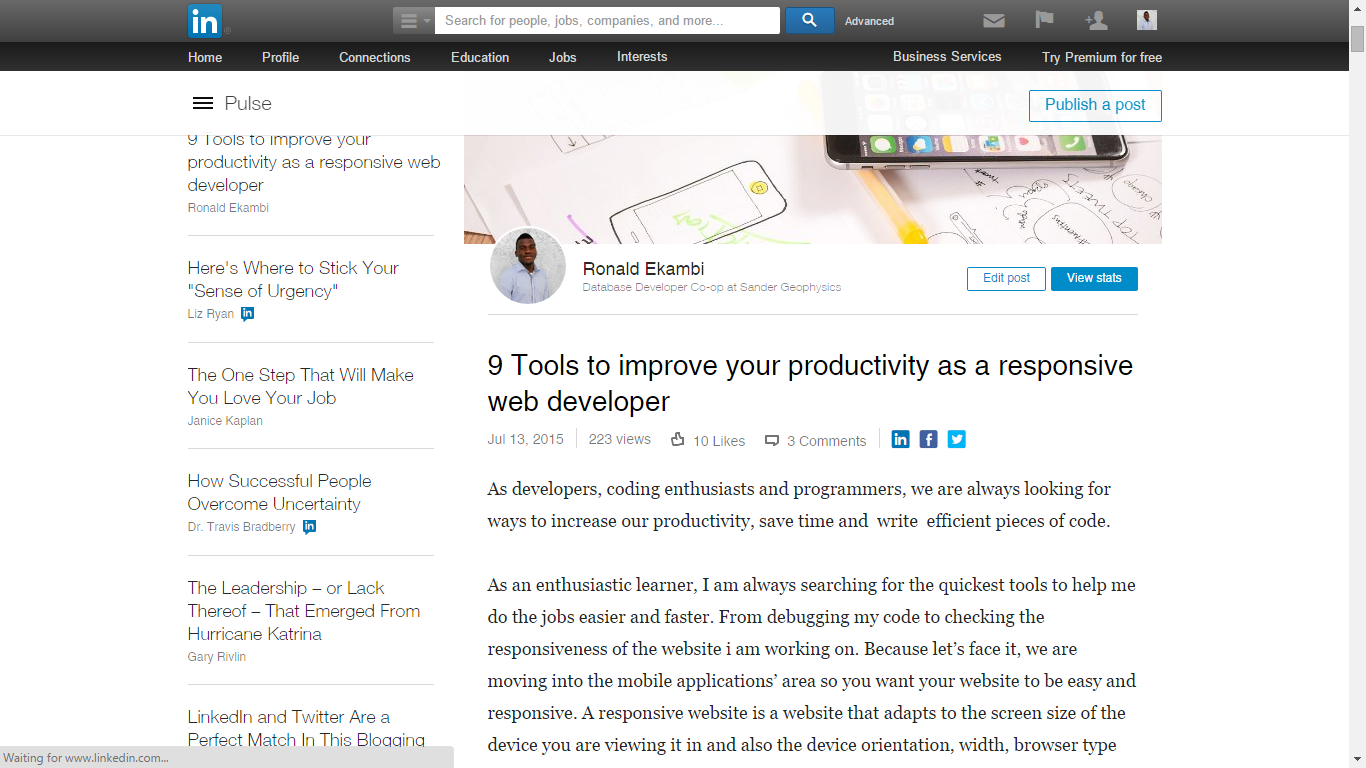 in
Search for people, jobs, companies, and more...
Advanced
Home Profile Connections Education Jobs Interests Business Services Try Premium for free
Pulse
Publish a post
9 Tools to improve your
productivity as a responsive web
developer
Ronald Ekambi
Here's Where to Stick Your
"Sense of Urgency"
Liz Ryan in
The One Step That Will Make
You Love Your Job
Janice Kaplan
How Successful People
Overcome Uncertainty
Dr. Travis Bradberry in
The Leadership – or Lack
Thereof – That Emerged From
Hurricane Katrina
Gary Rivlin
LinkedIn and Twitter Are a
Perfect Match In This Blogging
TOP TWEETS
Ronald Ekambi
Database Developer Co-op at Sander Geophysics
Edit post
View stats
9 Tools to improve your productivity as a responsive
web developer
Jul 13, 2015 223 views 10 Likes 3 Comments in f
As developers, coding enthusiasts and programmers, we are always looking for
ways to increase our productivity, save time and  write  efficient pieces of code.
As an enthusiastic learner, I am always searching for the quickest tools to help me
do the jobs easier and faster. From debugging my code to checking the
responsiveness of the website i am working on. Because let’s face it, we are
moving into the mobile applications’ area so you want your website to be easy and
responsive. A responsive website is a website that adapts to the screen size of the
device you are viewing it in and also the device orientation, width, browser type
Waiting for www.linkedin.com...